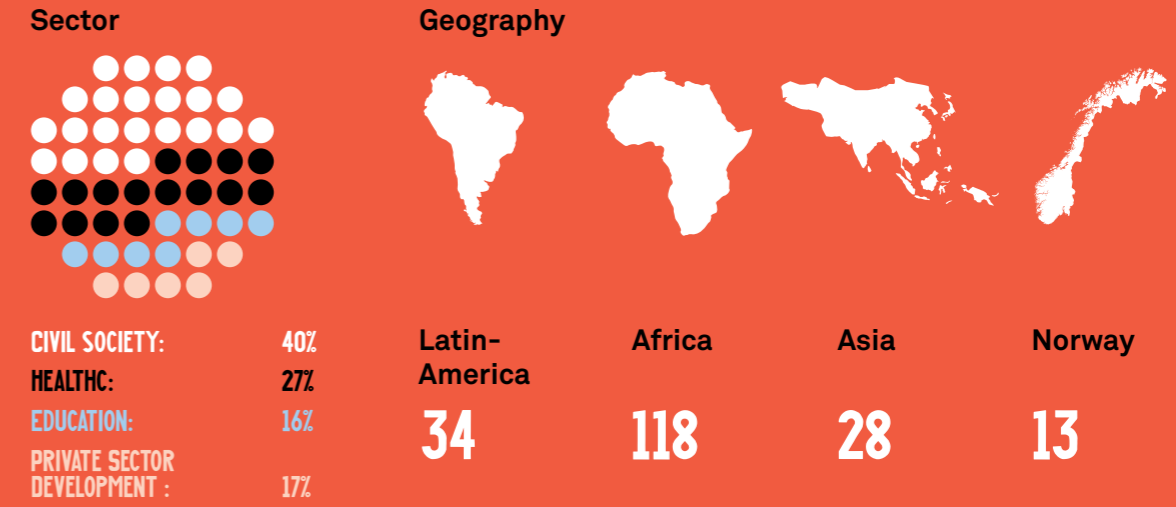 Sector
CIVIL SOCIETY: 40%
HEALTHC: 27%
EDUCATION: 16%
PRIVATE SECTOR
DEVELOPMENT : 17%
Geography
Latin-
America
34
Africa
118
Asia
28
Norway
13